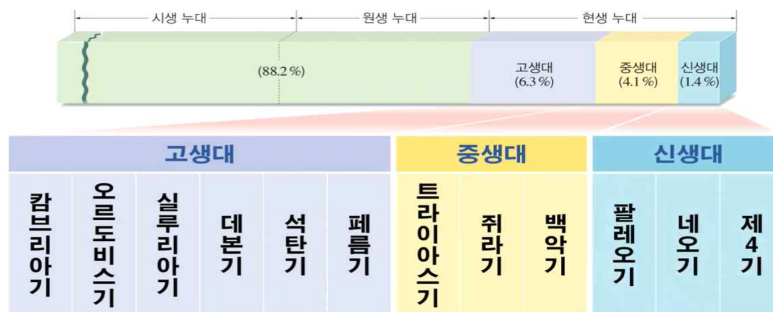 시생 누대 원생 누대 현생 누대
(88.2 %)
고생대 중생대 신생대
(6.3 %) (4.1 %) (1.4 %)
고생대 중생대 신생대
캄브리아기 오르도비스기 실루리아기 데본기 석탄기 페름기 트라이아스기 쥐라기 백악기 팔레오기 네오기 제4기